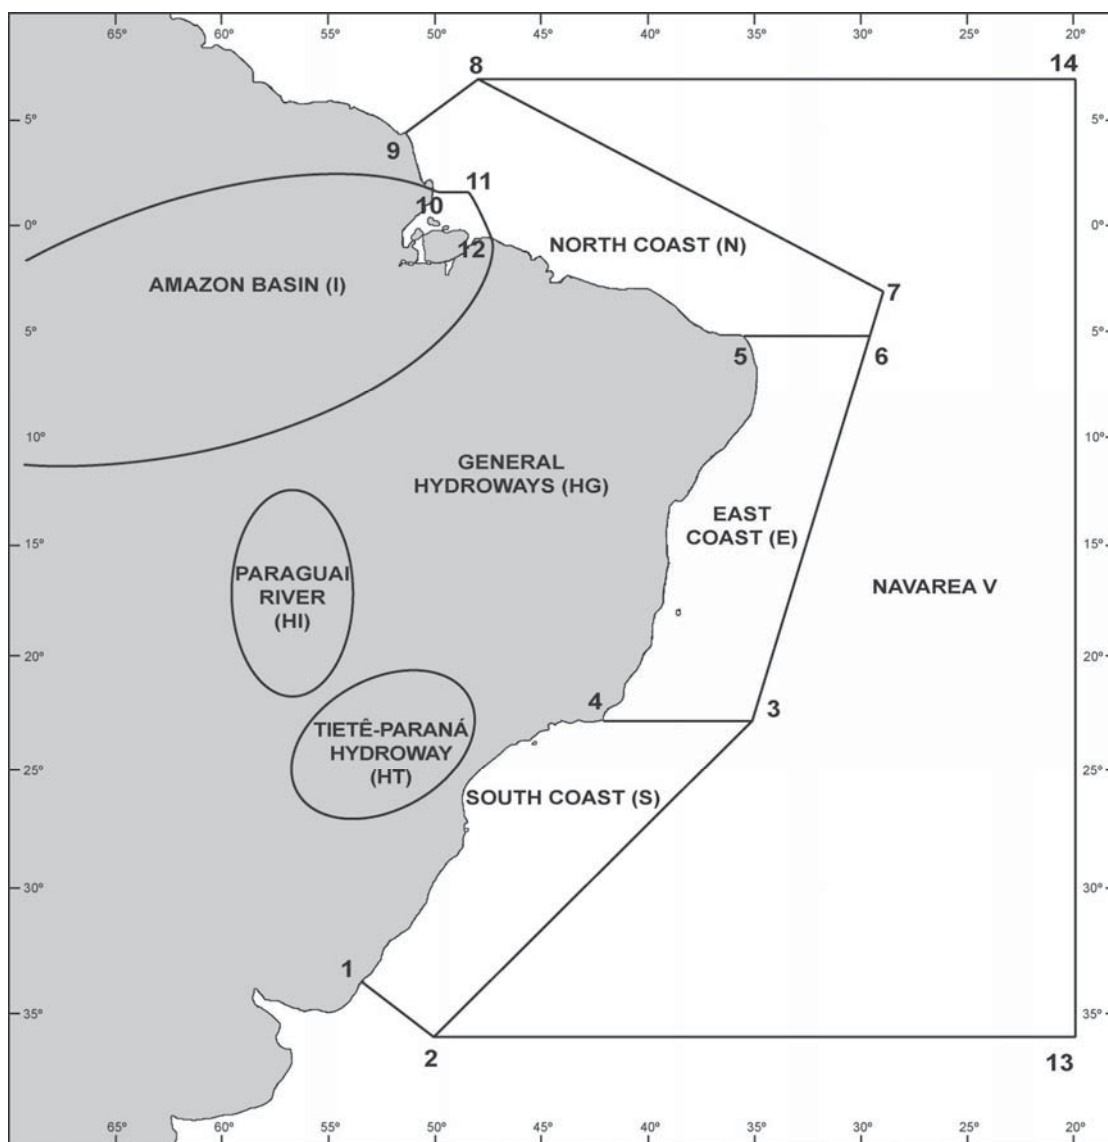 65° 60° 55° 50° 45° 40° 35° 30° 25° 20°
8 14
5° 9 5°
11
0° 10 12 NORTH COAST (N) 0°
AMAZON BASIN (I)
7
5° 5 6 5°
10° 10°
GENERAL
HYDROWAYS (HG)
EAST
COAST (E)
15° 15°
PARAGUAI
RIVER
(HI)
NAVAREA V
20° 20°
4 3
TIETÊ-PARANÁ
HYDROWAY
(HT)
25° 25°
SOUTH COAST (S)
30° 30°
1
35° 35°
2 13
65° 60° 55° 50° 45° 40° 35° 30° 25° 20°